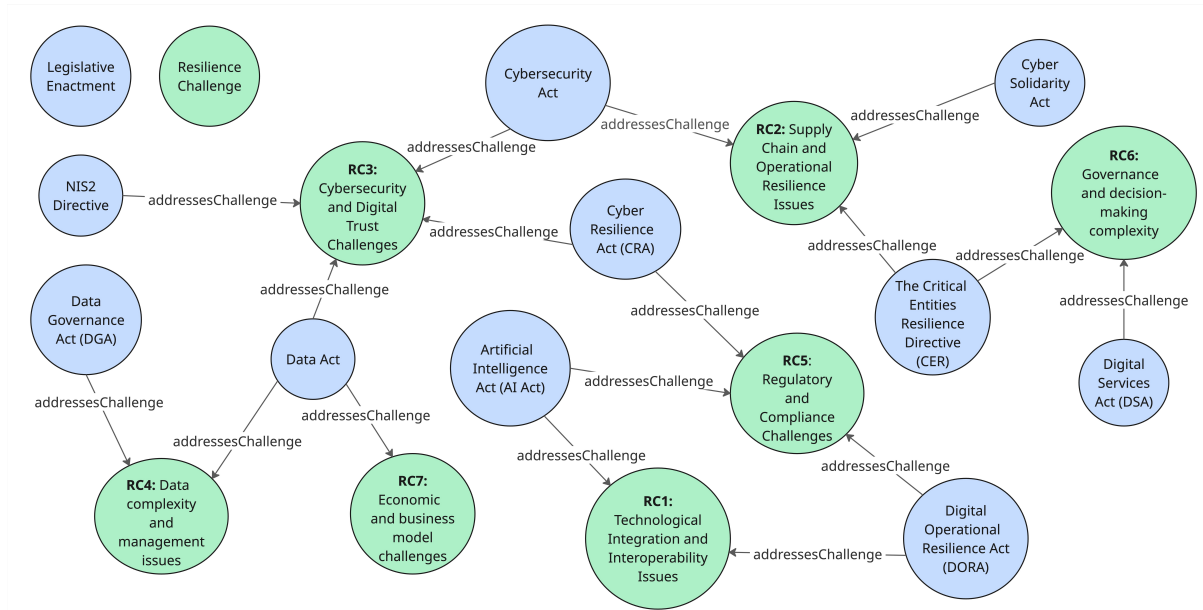 Legislative
Enactment
Resilience
Challenge
Cybersecurity
Act
Cyber
Solidarity
Act
addressesChallenge
addressesChallenge
addressesChallenge
RC2: Supply
Chain and
Operational
Resilience
Issues
RC6:
Governance
and decision-
making
complexity
NIS2
Directive
addressesChallenge
RC3:
Cybersecurity
and Digital
Trust
Challenges
Cyber
Resilience
Act (CRA)
addressesChallenge
addressesChallenge
addressesChallenge
The Critical
Entities
Resilience
Directive
(CER)
addressesChallenge
Data
Governance
Act (DGA)
addressesChallenge
Data Act
addressesChallenge
Artificial
Intelligence
Act (AI Act)
addressesChallenge
RC5:
Regulatory
and
Compliance
Challenges
Digital
Services
Act (DSA)
addressesChallenge
addressesChallenge
addressesChallenge
addressesChallenge
addressesChallenge
RC4: Data
complexity
and
management
issues
RC7:
Economic
and business
model
challenges
RC1:
Technological
Integration and
Interoperability
Issues
addressesChallenge
Digital
Operational
Resilience Act
(DORA)